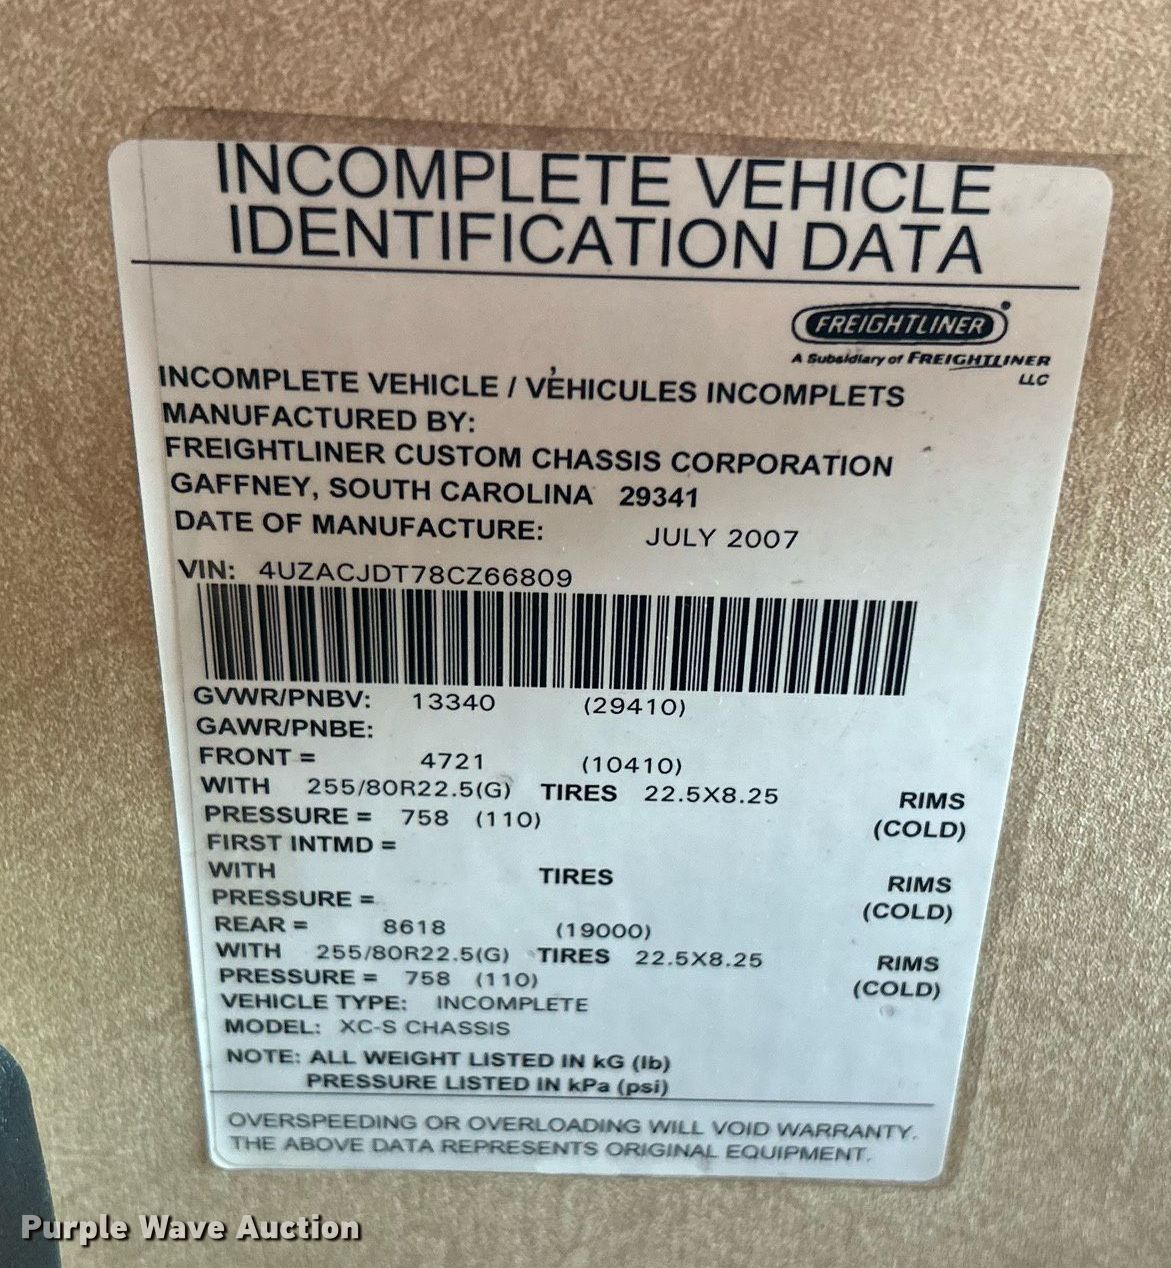 INCOMPLETE VEHICLE
IDENTIFICATION DATA
FREIGHTLINER
A Subsidiary of FREIGHTLINER
LLC
INCOMPLETE VEHICLE / VÉHICULES INCOMPLETS
MANUFACTURED BY:
FREIGHTLINER CUSTOM CHASSIS CORPORATION
GAFFNEY, SOUTH CAROLINA 29341
DATE OF MANUFACTURE: JULY 2007
VIN: 4UZACJDT78CZ66809
GVWR/PNBV: 13340 (29410)
GAWR/PNBE:
FRONT = 4721 (10410)
WITH 255/80R22.5(G) TIRES 22.5X8.25 RIMS
PRESSURE = 758 (110) (COLD)
FIRST INTMD =
WITH TIRES RIMS
PRESSURE = (COLD)
REAR = 8618 (19000)
WITH 255/80R22.5(G) TIRES 22.5X8.25 RIMS
PRESSURE = 758 (110) (COLD)
VEHICLE TYPE: INCOMPLETE
MODEL: XC-S CHASSIS
NOTE: ALL WEIGHT LISTED IN kG (lb)
PRESSURE LISTED IN kPa (psi)
OVERSPEEDING OR OVERLOADING WILL VOID WARRANTY.
THE ABOVE DATA REPRESENTS ORIGINAL EQUIPMENT.
Purple Wave Auction